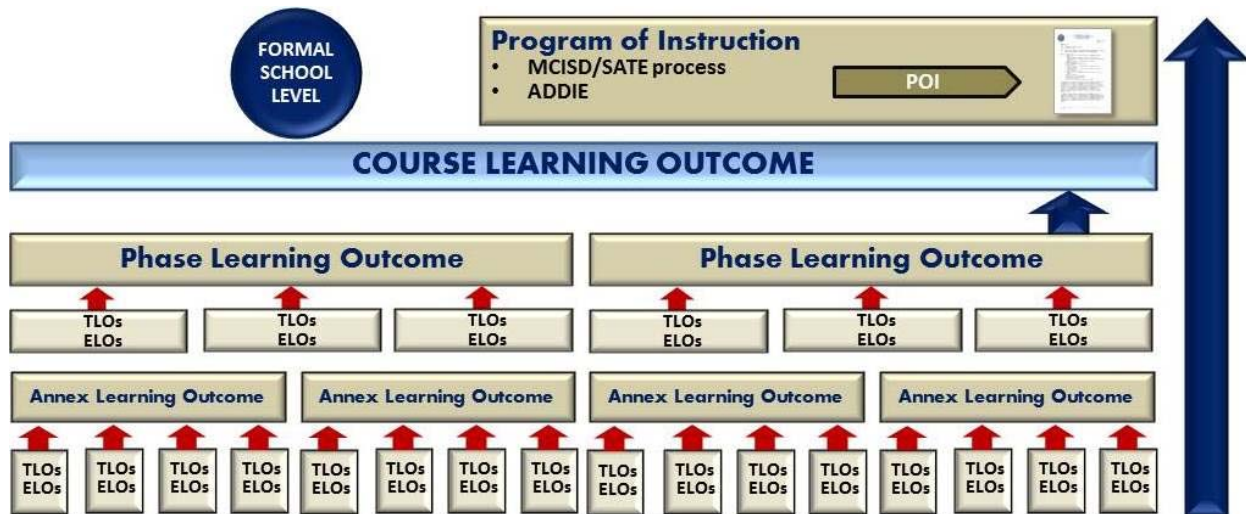 FORMAL
SCHOOL
LEVEL
Program of Instruction
• MCISD/SATE process
• ADDIE
POI
COURSE LEARNING OUTCOME
Phase Learning Outcome
Phase Learning Outcome
TLOs
ELOs
TLOs
ELOs
TLOs
ELOs
TLOs
ELOs
TLOs
ELOs
TLOs
ELOs
Annex Learning Outcome
Annex Learning Outcome
Annex Learning Outcome
Annex Learning Outcome
TLOs
ELOs
TLOs
ELOs
TLOs
ELOs
TLOs
ELOs
TLOs
ELOs
TLOs
ELOs
TLOs
ELOs
TLOs
ELOs
TLOs
ELOs
TLOs
ELOs
TLOs
ELOs
TLOs
ELOs
TLOs
ELOs
TLOs
ELOs
TLOs
ELOs
TLOs
ELOs